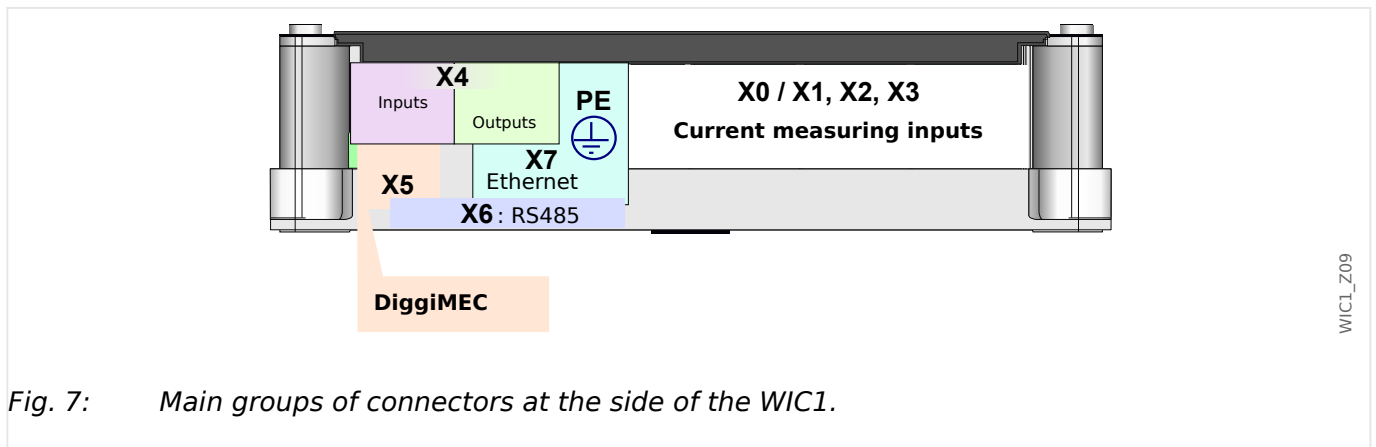 X4
Inputs
Outputs
PE
X0 / X1, X2, X3
Current measuring inputs
X7
Ethernet
X5
X6 : RS485
DiggiMEC
WIC1_Z09
Fig. 7: Main groups of connectors at the side of the WIC1.